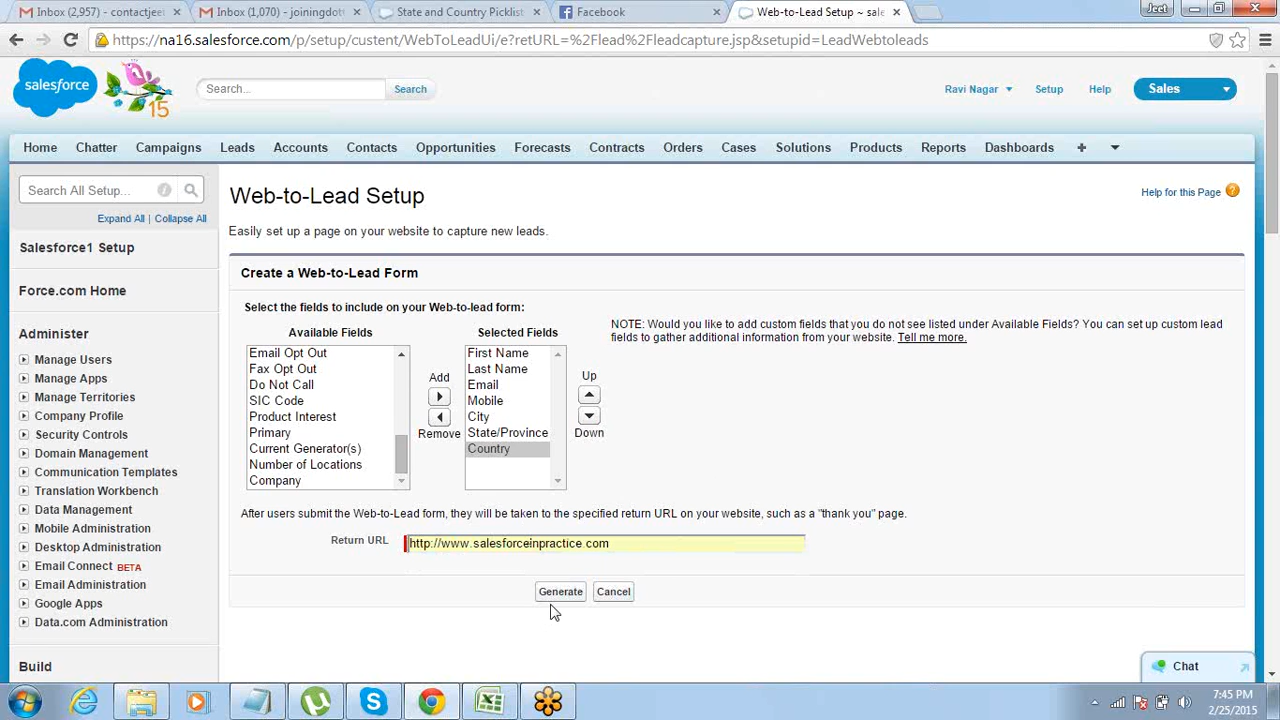 Inbox (2,957) - contactjee
Inbox (1,070) - joiningdott
State and Country Picklist
Facebook
Web-to-Lead Setup ~ sale
Jeet
https://na16.salesforce.com/p/setup/custent/WebToLeadUi/e?retURL=%2Flead%2Fleadcapture.jsp&setupid=LeadWebtoleads
salesforce
15
Search...
Search
Ravi Nagar
Setup
Help
Sales
Home
Chatter
Campaigns
Leads
Accounts
Contacts
Opportunities
Forecasts
Contracts
Orders
Cases
Solutions
Products
Reports
Dashboards
+
Search All Setup...
i
Expand All | Collapse All
Salesforce1 Setup
Force.com Home
Administer
Manage Users
Manage Apps
Manage Territories
Company Profile
Security Controls
Domain Management
Communication Templates
Translation Workbench
Data Management
Mobile Administration
Desktop Administration
Email Connect BETA
Email Administration
Google Apps
Data.com Administration
Build
Web-to-Lead Setup
Help for this Page ?
Easily set up a page on your website to capture new leads.
Create a Web-to-Lead Form
Select the fields to include on your Web-to-lead form:
Available Fields
Email Opt Out
Fax Opt Out
Do Not Call
SIC Code
Product Interest
Primary
Current Generator(s)
Number of Locations
Company
Add
Remove
Selected Fields
First Name
Last Name
Email
Mobile
City
State/Province
Country
Up
Down
NOTE: Would you like to add custom fields that you do not see listed under Available Fields? You can set up custom lead
fields to gather additional information from your website. Tell me more.
After users submit the Web-to-Lead form, they will be taken to the specified return URL on your website, such as a "thank you" page.
Return URL
http://www.salesforceinpractice.com
Generate
Cancel
Chat
7:45 PM
2/25/2015